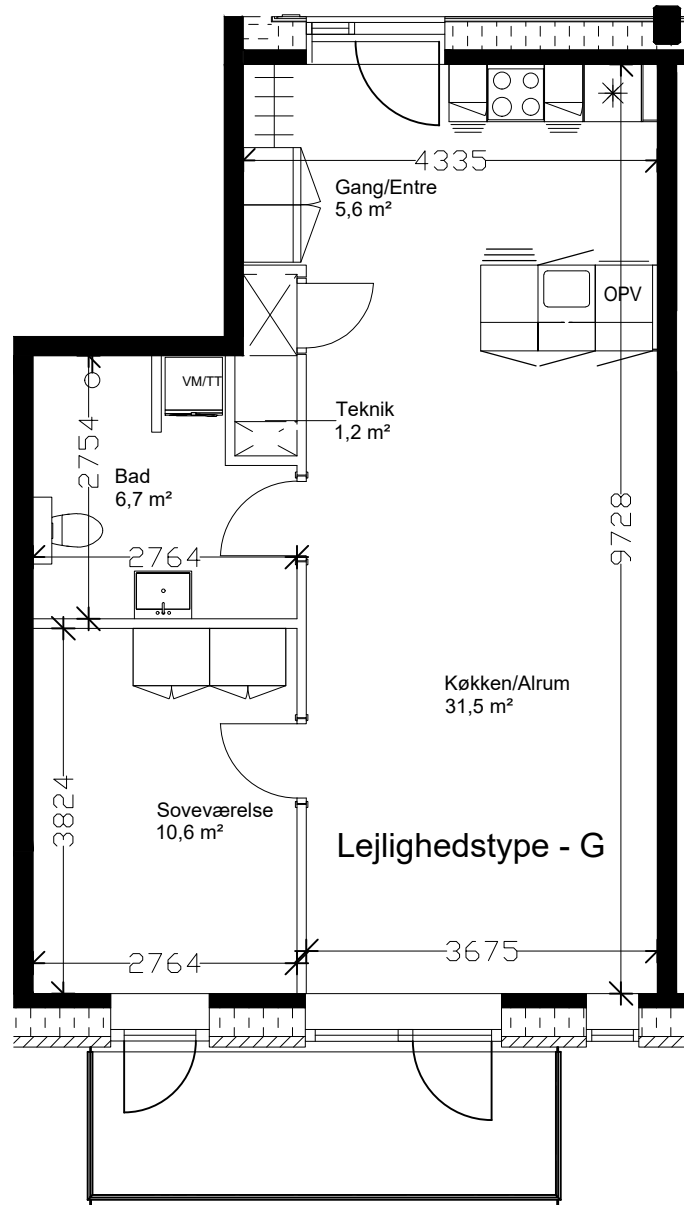 4335
Gang/Entre
5,6 m²
OPV
VM/TT
Teknik
1,2 m²
2754
Bad
6,7 m²
9728
2764
Køkken/Alrum
31,5 m²
3824
Soveværelse
10,6 m²
Lejlighedstype - G
2764
3675